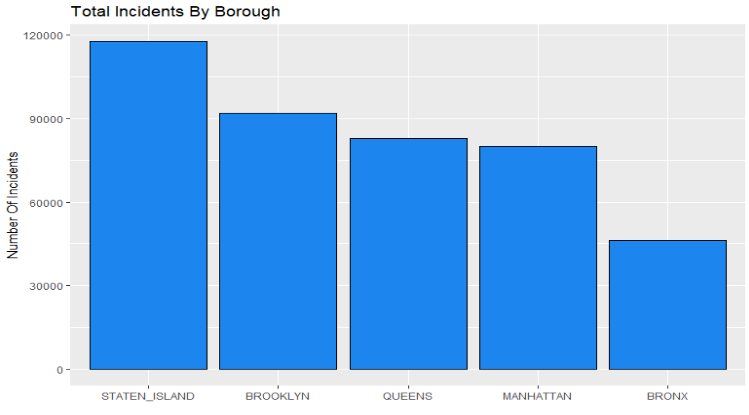 Total Incidents By Borough
120000
90000
60000
30000
0
Number Of Incidents
STATEN_ISLAND BROOKLYN QUEENS MANHATTAN BRONX